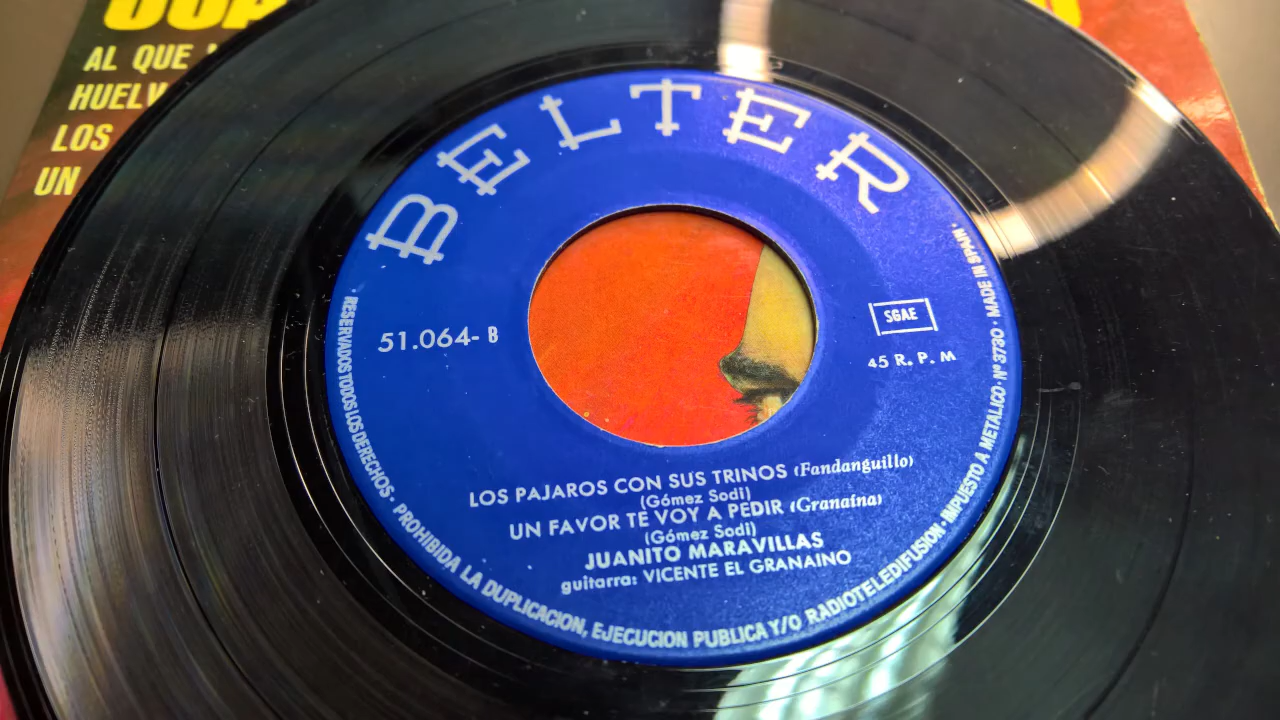 AL QUE
HUELV
LOS
UN
BELTER
51.064- B
SGAE
45 R. P. M
LOS PAJAROS CON SUS TRINOS (Fandanguillo)
(Gómez Sodi)
UN FAVOR TE VOY A PEDIR (Granaína)
(Gómez Sodi)
JUANITO MARAVILLAS
guitarra: VICENTE EL GRANAINO
· RESERVADOS TODOS LOS DERECHOS · PROHIBIDA LA DUPLICACION, EJECUCION PUBLICA Y/O RADIOTELEDIFUSION · IMPUESTO A METALICO · Nº 3730 · MADE IN SPAIN ·